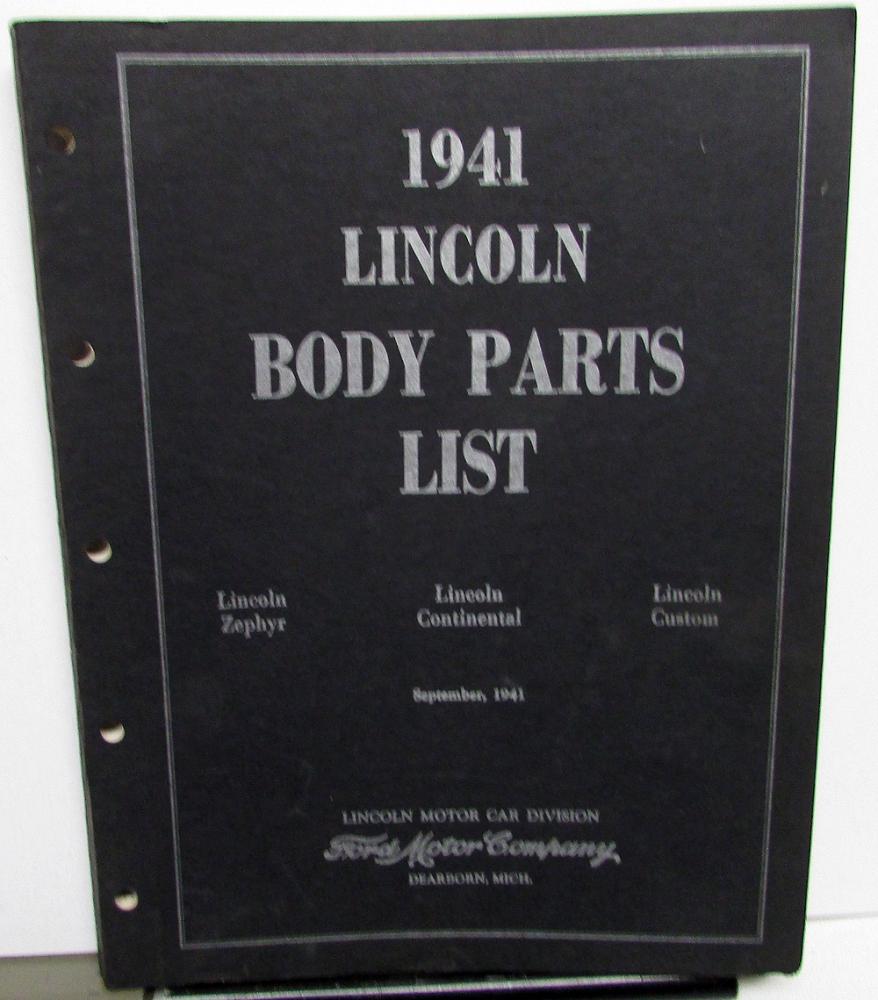 1941
LINCOLN
BODY PARTS
LIST
Lincoln Zephyr
Lincoln Continental
Lincoln Custom
September, 1941
LINCOLN MOTOR CAR DIVISION
Ford Motor Company
DEARBORN, MICH.